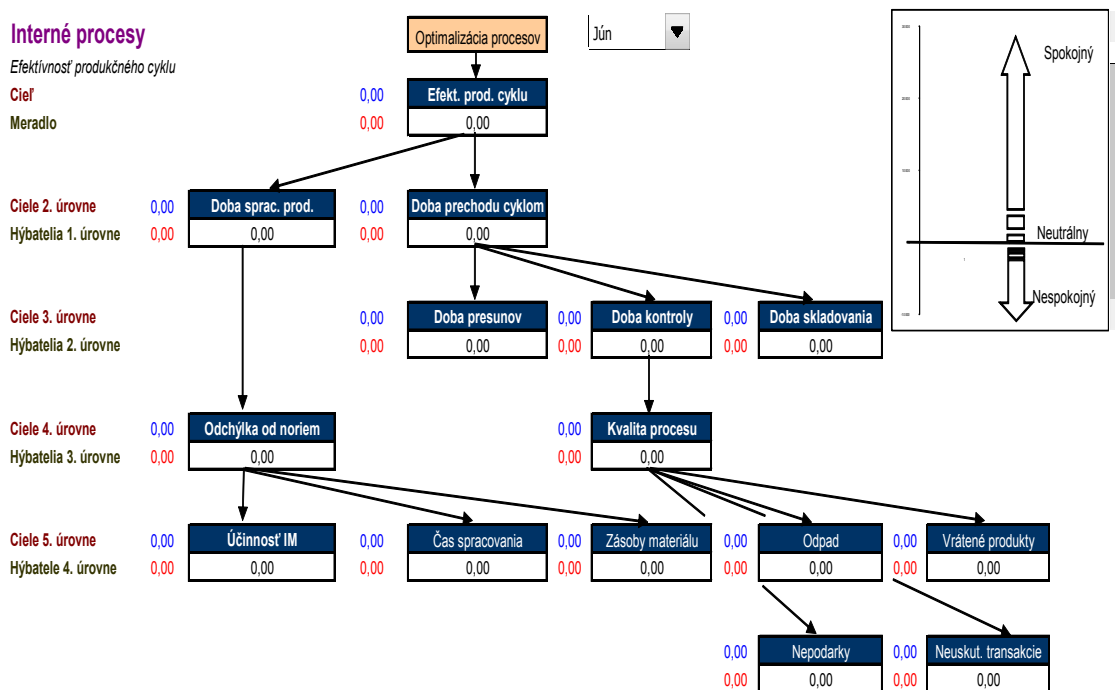 Interné procesy
Optimalizácia procesov
Jún
Spokojný
Efektívnosť produkčného cyklu
Cieľ 0,00 Efekt. prod. cyklu
Meradlo 0,00 0,00
Ciele 2. úrovne 0,00 Doba sprac. prod. 0,00 Doba prechodu cyklom
Hýbatelia 1. úrovne 0,00 0,00 0,00 0,00
Neutrálny
Nespokojný
Ciele 3. úrovne 0,00 Doba presunov 0,00 Doba kontroly 0,00 Doba skladovania
Hýbatelia 2. úrovne 0,00 0,00 0,00 0,00 0,00 0,00
Ciele 4. úrovne 0,00 Odchýlka od noriem 0,00 Kvalita procesu
Hýbatelia 3. úrovne 0,00 0,00 0,00 0,00
Ciele 5. úrovne 0,00 Účinnosť IM 0,00 Čas spracovania 0,00 Zásoby materiálu 0,00 Odpad 0,00 Vrátené produkty
Hýbatele 4. úrovne 0,00 0,00 0,00 0,00 0,00 0,00 0,00 0,00 0,00 0,00
0,00 Nepodarky 0,00 Neuskut. transakcie
0,00 0,00 0,00 0,00